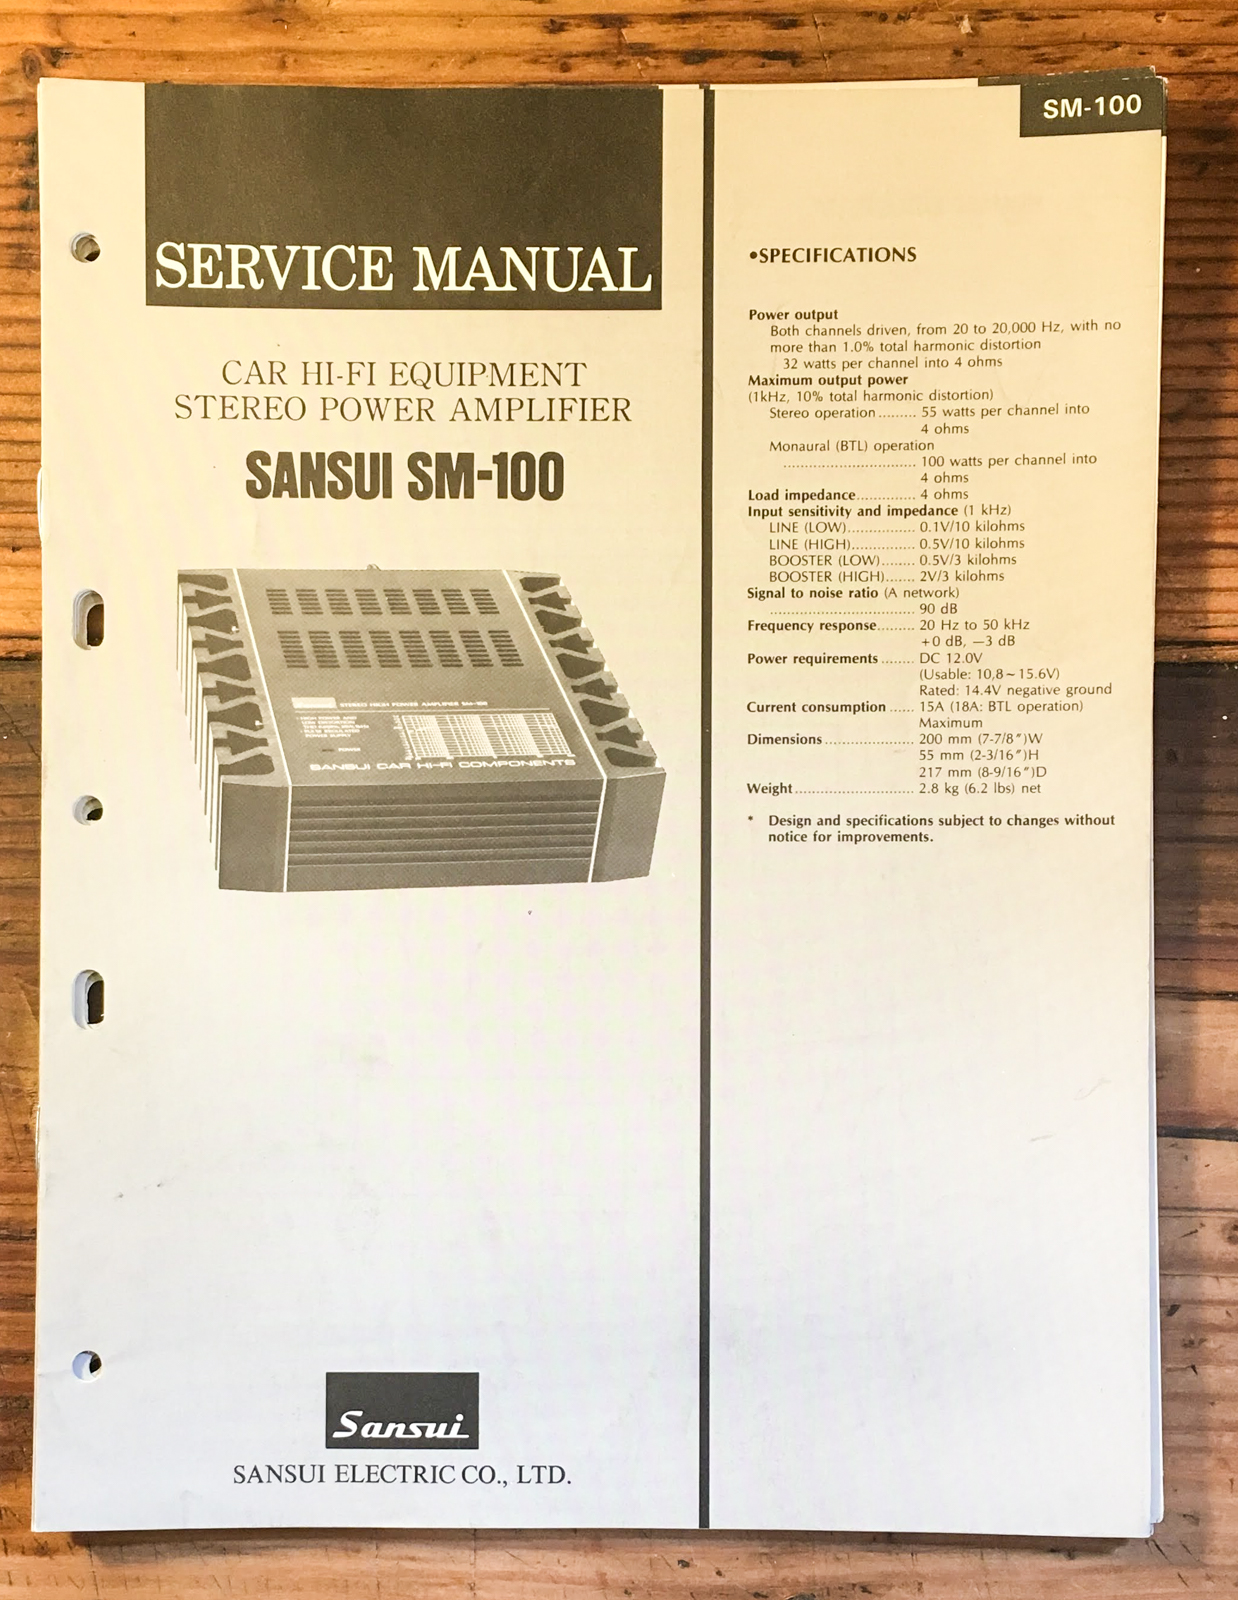 SERVICE MANUAL
CAR HI-FI EQUIPMENT
STEREO POWER AMPLIFIER
SANSUI SM-100
Sansui STEREO HIGH POWER AMPLIFIER SM-100
POWER
SANSUI CAR HI-FI COMPONENTS
Sansui
SANSUI ELECTRIC CO., LTD.
SM-100
•SPECIFICATIONS
Power output
Both channels driven, from 20 to 20,000 Hz, with no
more than 1.0% total harmonic distortion
32 watts per channel into 4 ohms
Maximum output power
(1kHz, 10% total harmonic distortion)
Stereo operation......... 55 watts per channel into
4 ohms
Monaural (BTL) operation
............................... 100 watts per channel into
4 ohms
Load impedance.............. 4 ohms
Input sensitivity and impedance (1 kHz)
LINE (LOW)................ 0.1V/10 kilohms
LINE (HIGH)............... 0.5V/10 kilohms
BOOSTER (LOW)........ 0.5V/3 kilohms
BOOSTER (HIGH)....... 2V/3 kilohms
Signal to noise ratio (A network)
.................................. 90 dB
Frequency response......... 20 Hz to 50 kHz
+0 dB, —3 dB
Power requirements ........ DC 12.0V
(Usable: 10,8 ~ 15.6V)
Rated: 14.4V negative ground
Current consumption ...... 15A (18A: BTL operation)
Maximum
Dimensions ..................... 200 mm (7-7/8")W
55 mm (2-3/16")H
217 mm (8-9/16")D
Weight............................ 2.8 kg (6.2 lbs) net
* Design and specifications subject to changes without
notice for improvements.